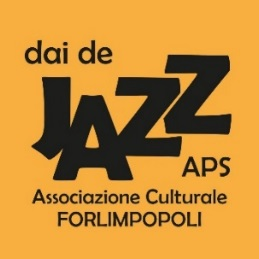 dai de
JAZZ
APS
Associazione Culturale
FORLIMPOPOLI